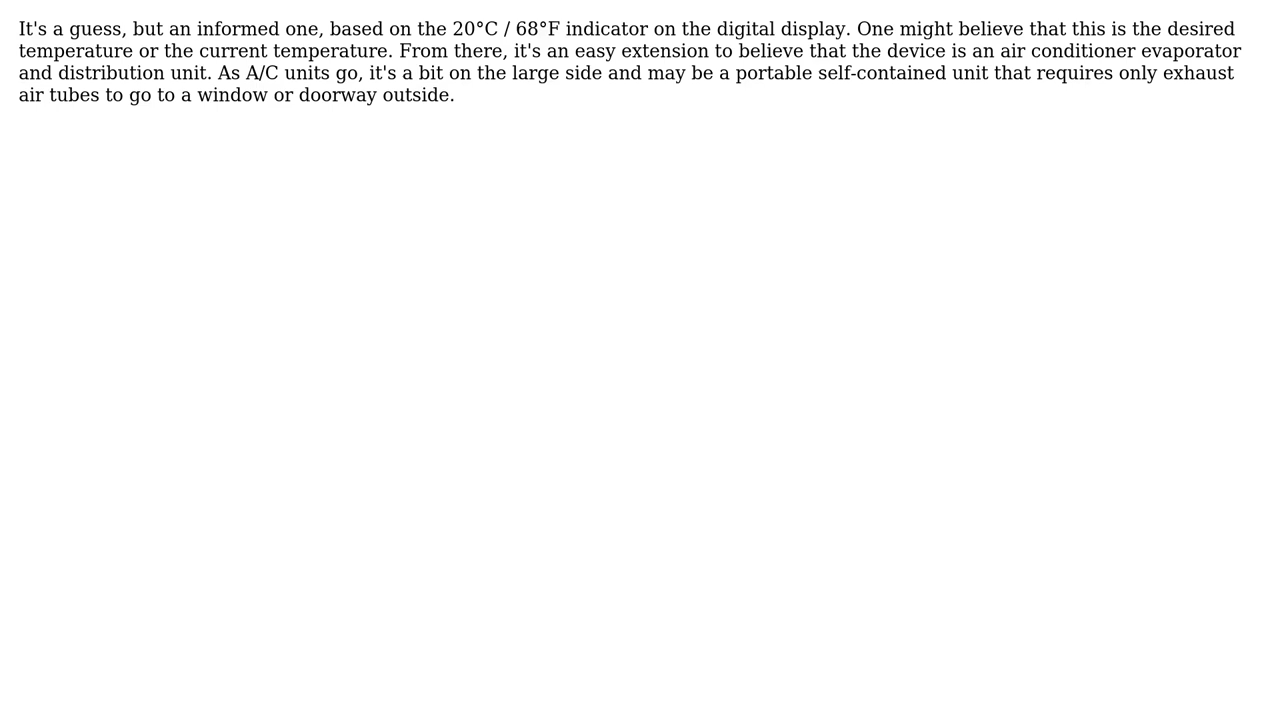 It's a guess, but an informed one, based on the 20°C / 68°F indicator on the digital display. One might believe that this is the desired
temperature or the current temperature. From there, it's an easy extension to believe that the device is an air conditioner evaporator
and distribution unit. As A/C units go, it's a bit on the large side and may be a portable self-contained unit that requires only exhaust
air tubes to go to a window or doorway outside.